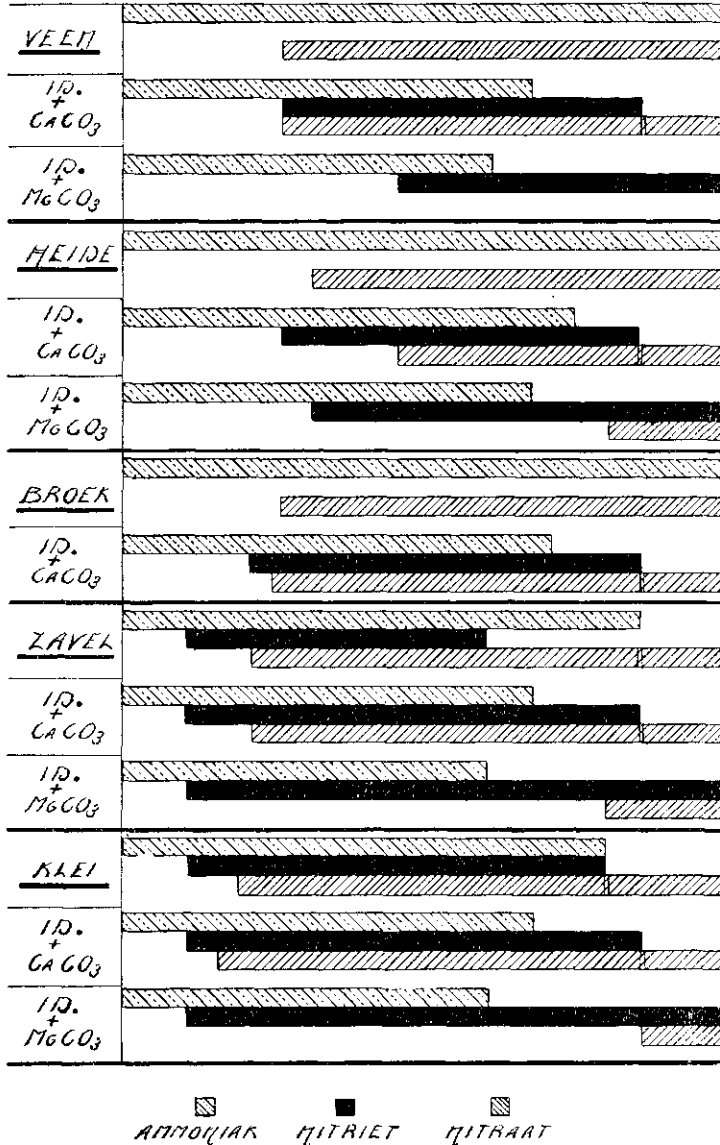 VEEN
ID.
+
CACO3
ID.
+
MGCO3
HEIDE
ID.
+
CACO3
ID.
+
MGCO3
BROEK
ID.
+
CACO3
ZAVEL
ID.
+
CACO3
ID.
+
MGCO3
KLEI
ID.
+
CACO3
ID.
+
MGCO3
AMMONIAK NITRIET NITRAAT